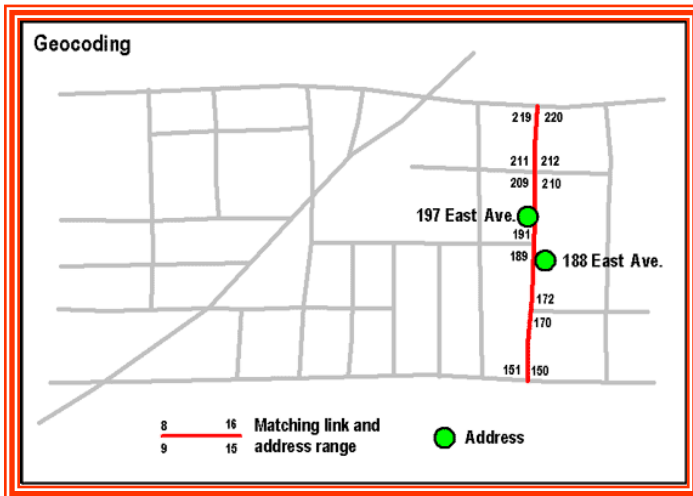 Geocoding
219 220
211 212
209 210
197 East Ave.
191
189 188 East Ave.
172
170
151 150
8 16 Matching link and
9 15 address range
Address